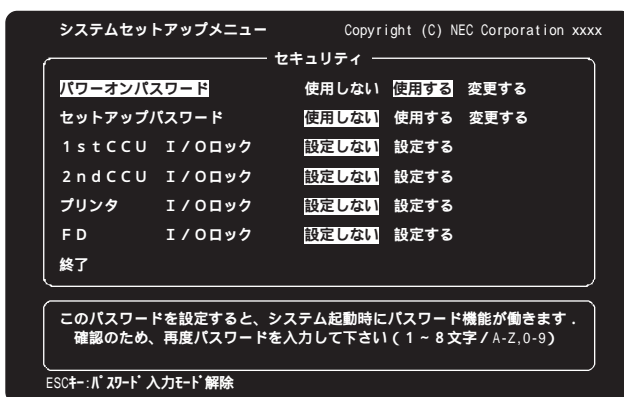 システムセットアップメニュー Copyright (C) NEC Corporation xxxx
セキュリティ
パワーオンパスワード 使用しない 使用する 変更する
セットアップパスワード 使用しない 使用する 変更する
1stCCU I/Oロック 設定しない 設定する
2ndCCU I/Oロック 設定しない 設定する
プリンタ I/Oロック 設定しない 設定する
FD I/Oロック 設定しない 設定する
終了
このパスワードを設定すると、システム起動時にパスワード機能が働きます.
確認のため、再度パスワードを入力して下さい(1~8文字/A-Z,0-9)
ESCキー:パスワード入力モード解除